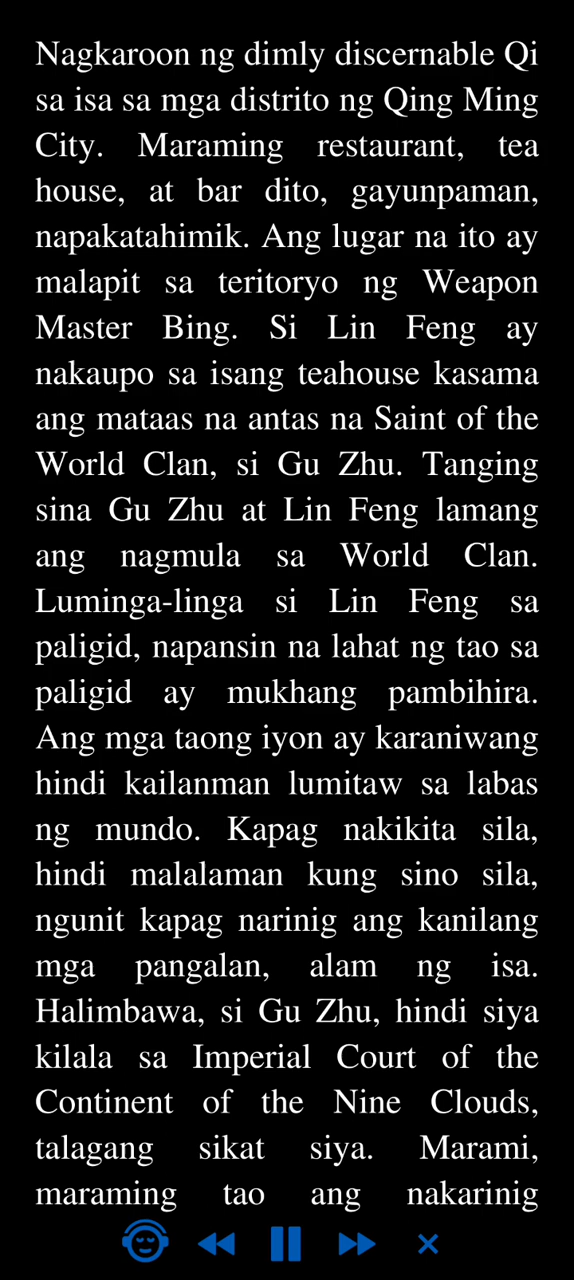 Nagkaroon ng dimly discernable Qi
sa isa sa mga distrito ng Qing Ming
City. Maraming restaurant, tea
house, at bar dito, gayunpaman,
napakatahimik. Ang lugar na ito ay
malapit sa teritoryo ng Weapon
Master Bing. Si Lin Feng ay
nakaupo sa isang teahouse kasama
ang mataas na antas na Saint of the
World Clan, si Gu Zhu. Tanging
sina Gu Zhu at Lin Feng lamang
ang nagmula sa World Clan.
Luminga-linga si Lin Feng sa
paligid, napansin na lahat ng tao sa
paligid ay mukhang pambihira.
Ang mga taong iyon ay karaniwang
hindi kailanman lumitaw sa labas
ng mundo. Kapag nakikita sila,
hindi malalaman kung sino sila,
ngunit kapag narinig ang kanilang
mga pangalan, alam ng isa.
Halimbawa, si Gu Zhu, hindi siya
kilala sa Imperial Court of the
Continent of the Nine Clouds,
talagang sikat siya. Marami,
maraming tao ang nakarinig